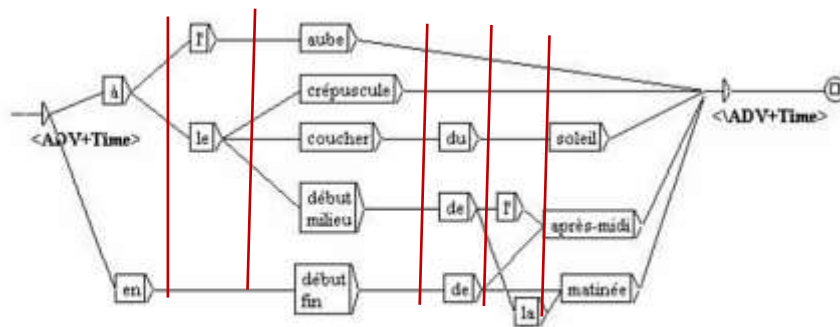 l'
aube
à
crépuscule
<ADV+Time>
<\ADV+Time>
le
coucher
du
soleil
début
milieu
de
l'
après-midi
en
début
fin
de
la
matinée